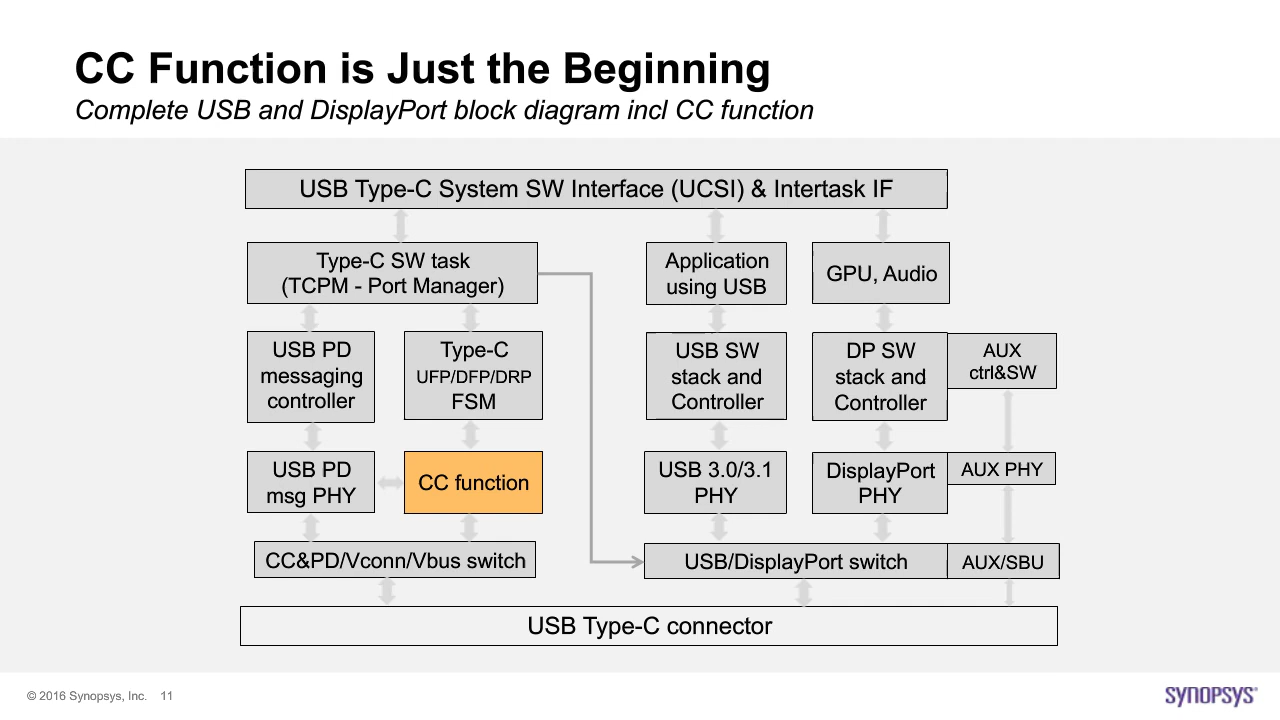 CC Function is Just the Beginning
Complete USB and DisplayPort block diagram incl CC function
USB Type-C System SW Interface (UCSI) & Intertask IF
Type-C SW task
(TCPM - Port Manager)
Application
using USB
GPU, Audio
USB PD
messaging
controller
Type-C
UFP/DFP/DRP
FSM
USB SW
stack and
Controller
DP SW
stack and
Controller
AUX
ctrl&SW
USB PD
msg PHY
CC function
USB 3.0/3.1
PHY
DisplayPort
PHY
AUX PHY
CC&PD/Vconn/Vbus switch
USB/DisplayPort switch
AUX/SBU
USB Type-C connector
© 2016 Synopsys, Inc. 11
SYNOPSYS®